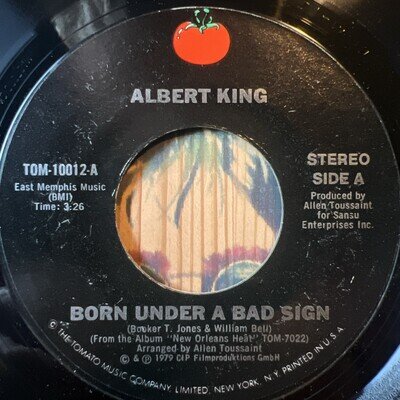 ALBERT KING
TOM-10012-A
East Memphis Music
(BMI)
Time: 3:26
STEREO
SIDE A
Produced by
Allen Toussaint
for Sansu
Enterprises Inc.
BORN UNDER A BAD SIGN
(Booker T. Jones & William Bell)
(From the Album "New Orleans Heat" TOM-7022)
Arranged by Allen Toussaint
© & ℗ 1979 CIP Filmproduktions GmbH
© THE TOMATO MUSIC COMPANY, LIMITED, NEW YORK, N.Y. PRINTED IN U.S.A.